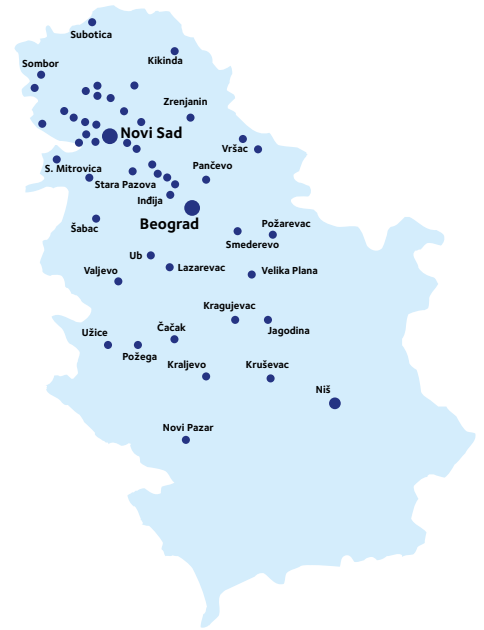 Subotica
Kikinda
Sombor
Zrenjanin
Novi Sad
Vršac
Pančevo
S. Mitrovica
Stara Pazova
Inđija
Beograd
Šabac
Požarevac
Smederevo
Ub
Lazarevac
Valjevo
Velika Plana
Kragujevac
Jagodina
Čačak
Užice
Požega
Kraljevo
Kruševac
Niš
Novi Pazar